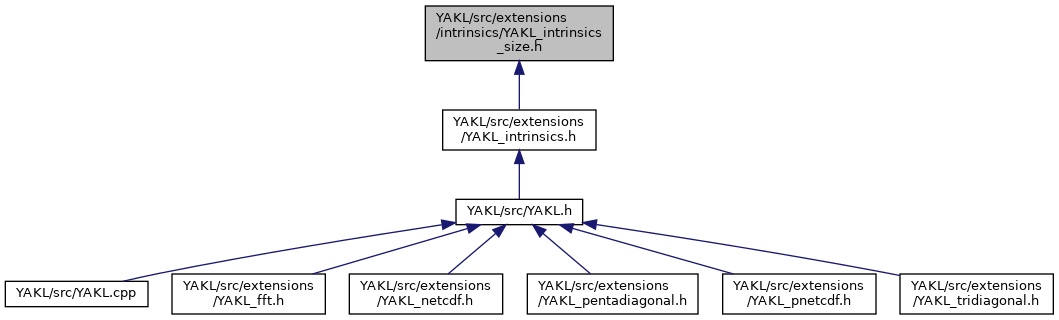 YAKL/src/extensions
/intrinsics/YAKL_intrinsics
_size.h
YAKL/src/extensions
/YAKL_intrinsics.h
YAKL/src/YAKL.h
YAKL/src/YAKL.cpp
YAKL/src/extensions
/YAKL_fft.h
YAKL/src/extensions
/YAKL_netcdf.h
YAKL/src/extensions
/YAKL_pentadiagonal.h
YAKL/src/extensions
/YAKL_pnetcdf.h
YAKL/src/extensions
/YAKL_tridiagonal.h